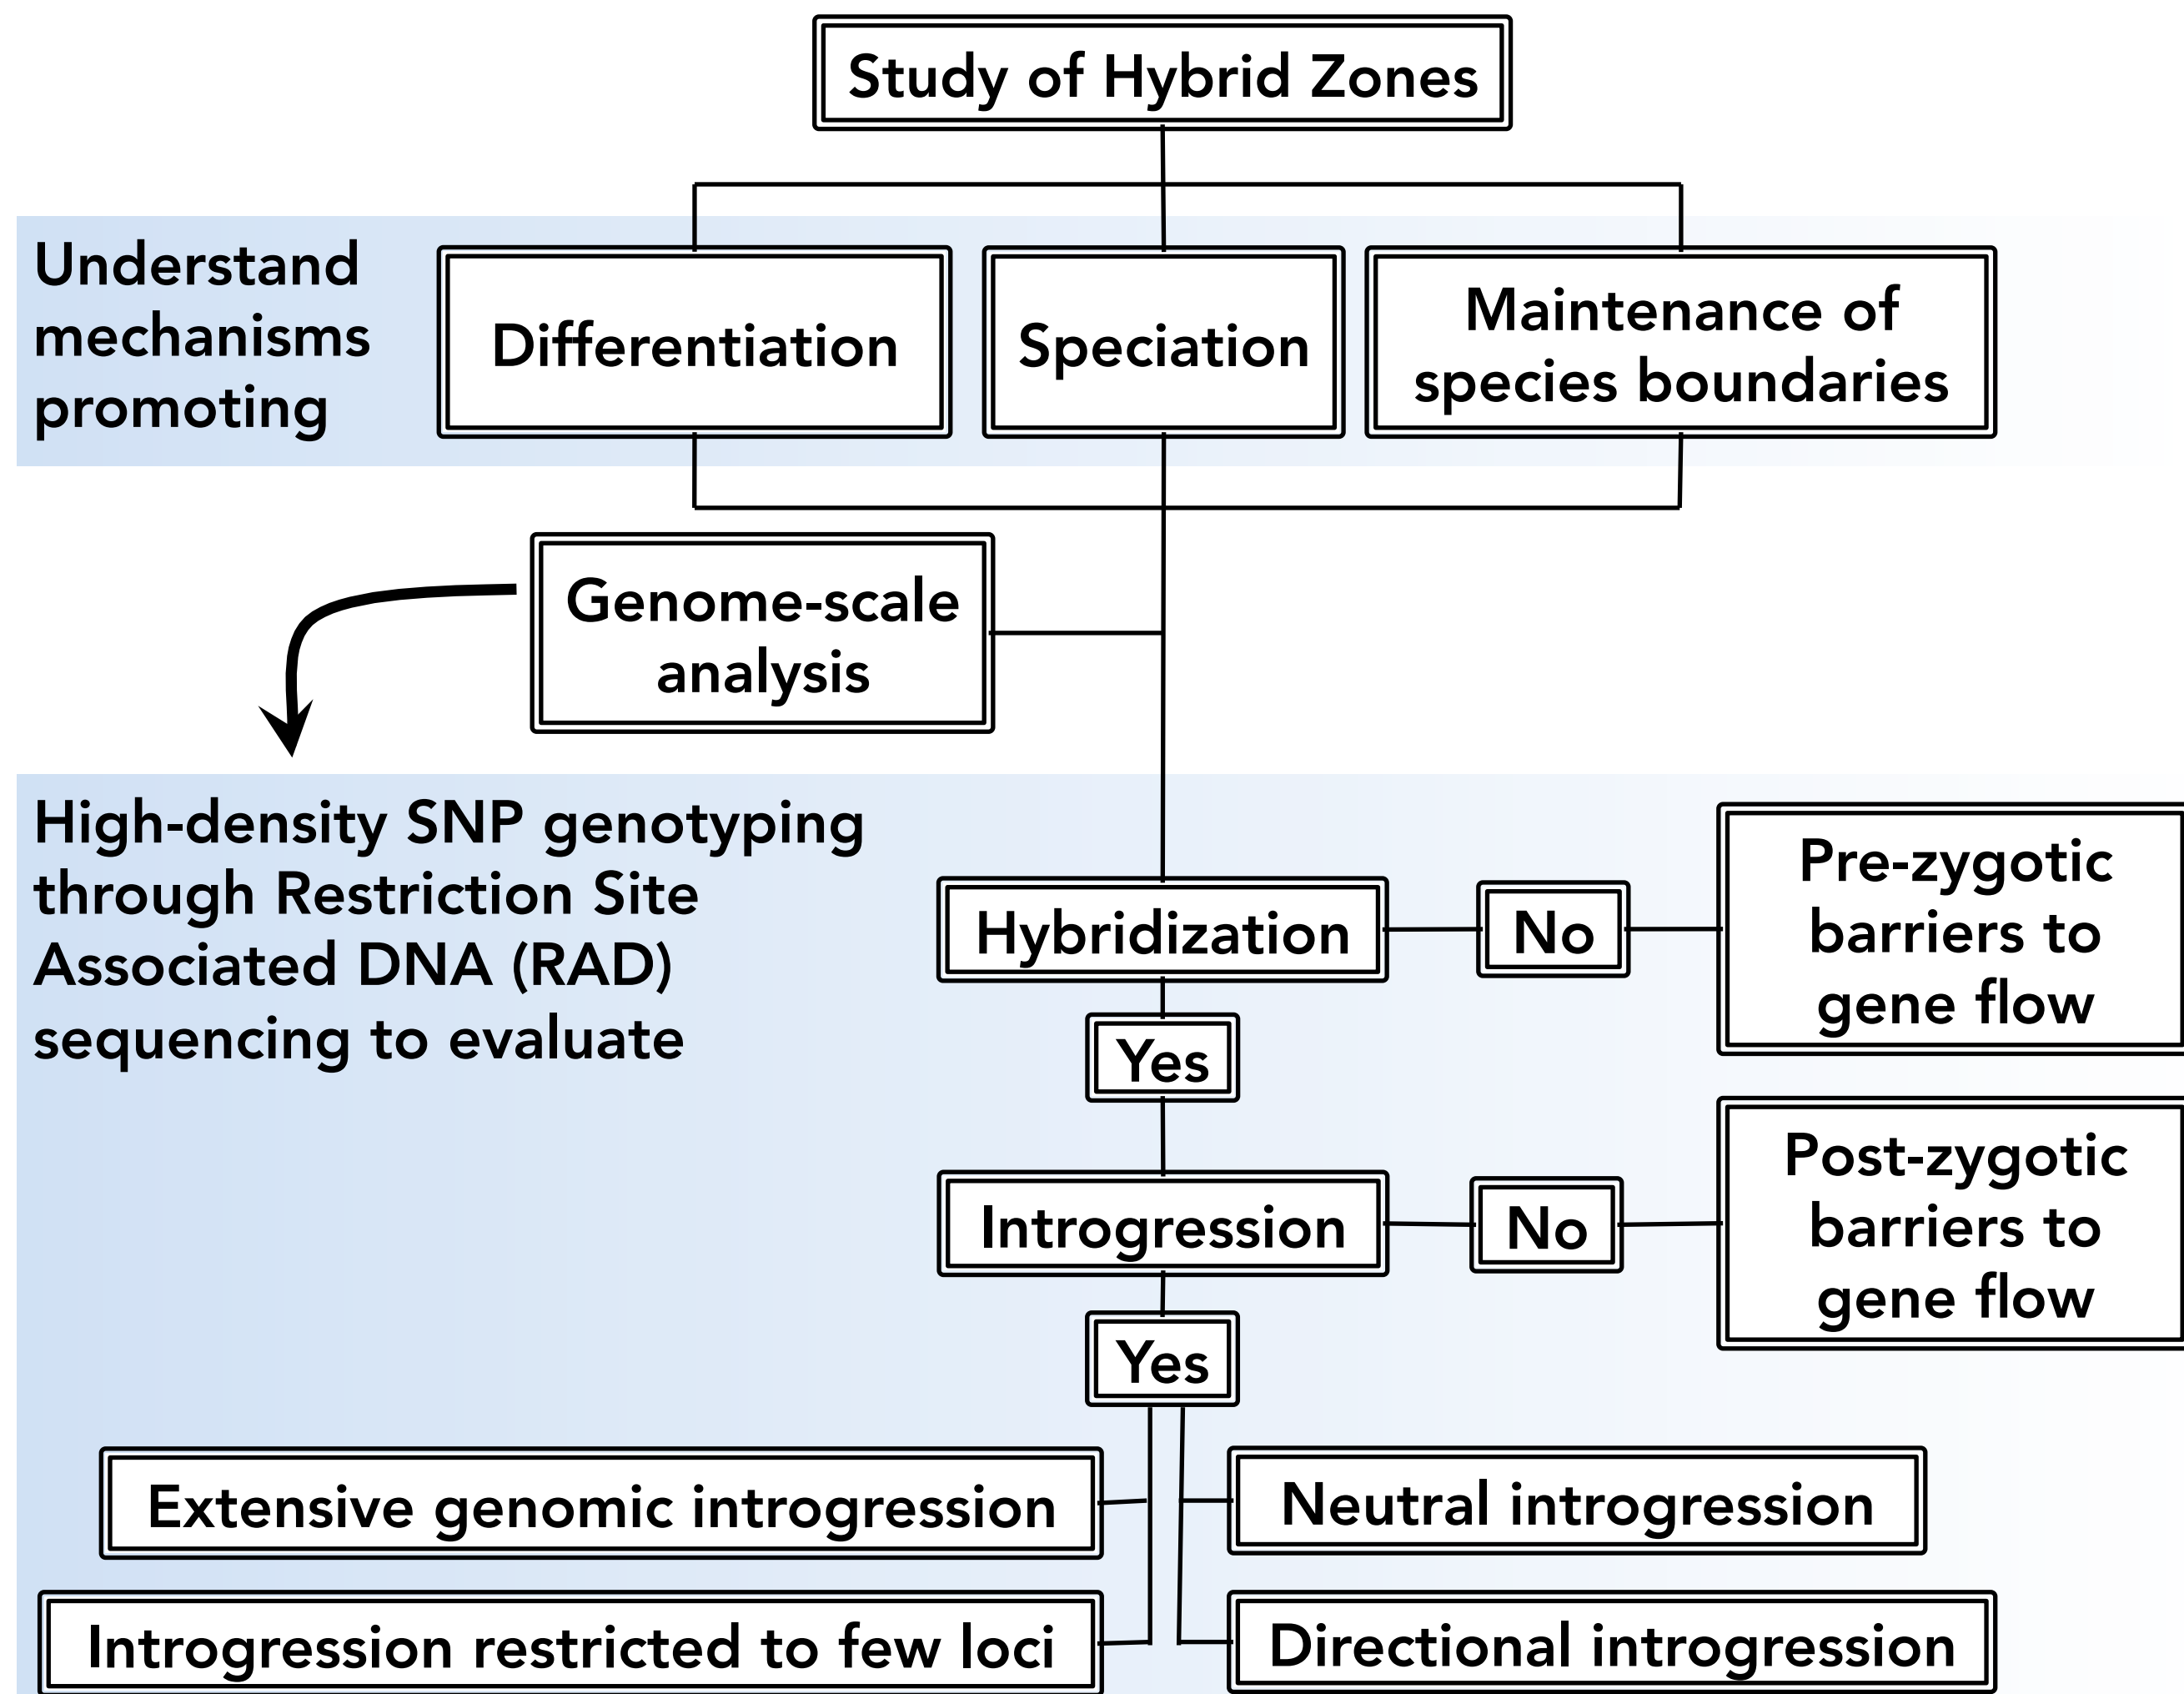 Study of Hybrid Zones
Understand
mechanisms
promoting
Differentiation
Speciation
Maintenance of
species boundaries
Genome-scale
analysis
High-density SNP genotyping
through Restriction Site
Associated DNA (RAD)
sequencing to evaluate
Hybridization
No
Pre-zygotic
barriers to
gene flow
Yes
Introgression
No
Post-zygotic
barriers to
gene flow
Yes
Extensive genomic introgression
Neutral introgression
Introgression restricted to few loci
Directional introgression